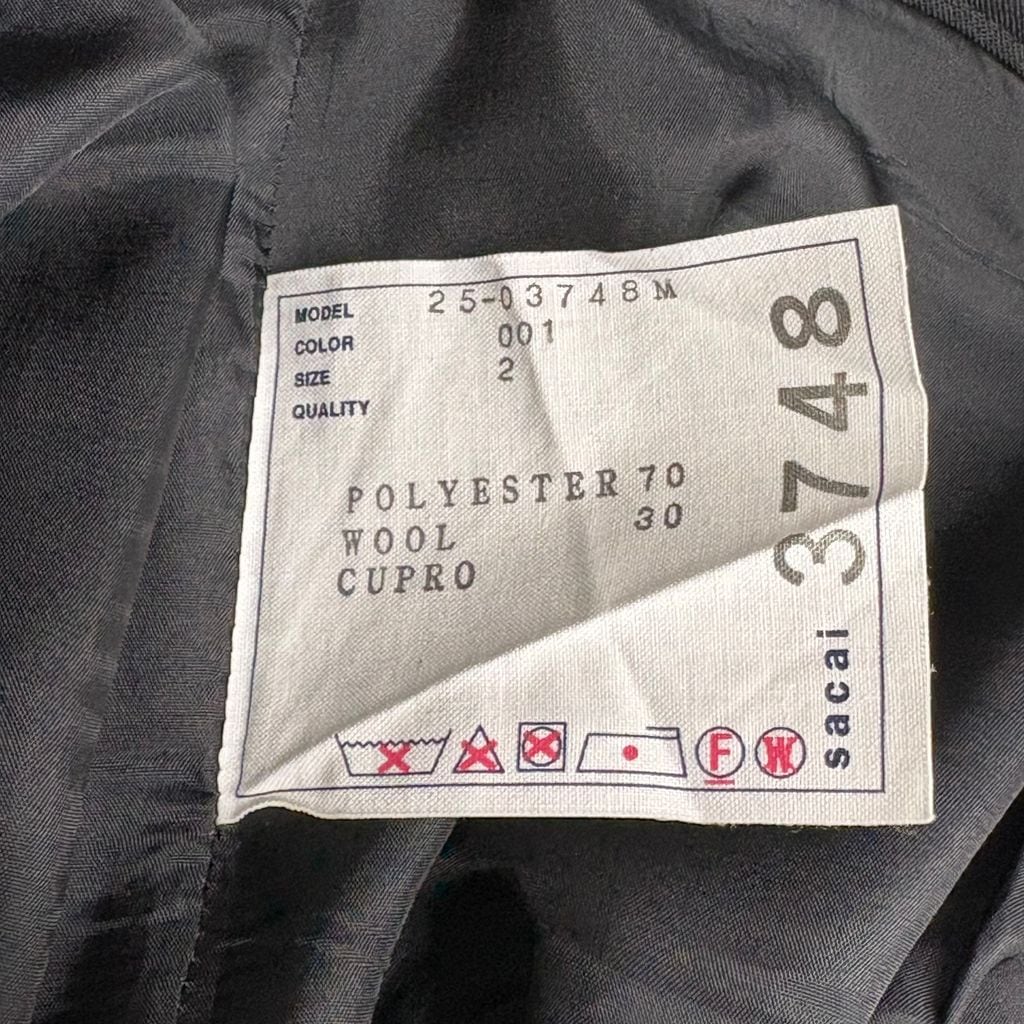 MODEL 25-03748M
COLOR 001
SIZE 2
QUALITY
POLYESTER 70
WOOL 30
CUPRO
F
W
sacai 3748